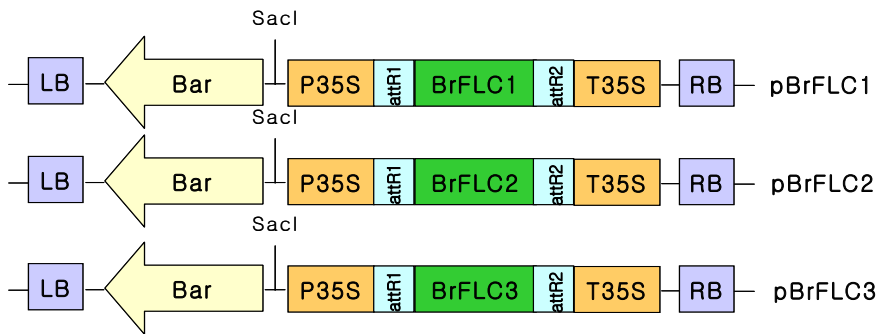 SacI
LB Bar P35S attR1 BrFLC1 attR2 T35S RB pBrFLC1
SacI
LB Bar P35S attR1 BrFLC2 attR2 T35S RB pBrFLC2
SacI
LB Bar P35S attR1 BrFLC3 attR2 T35S RB pBrFLC3